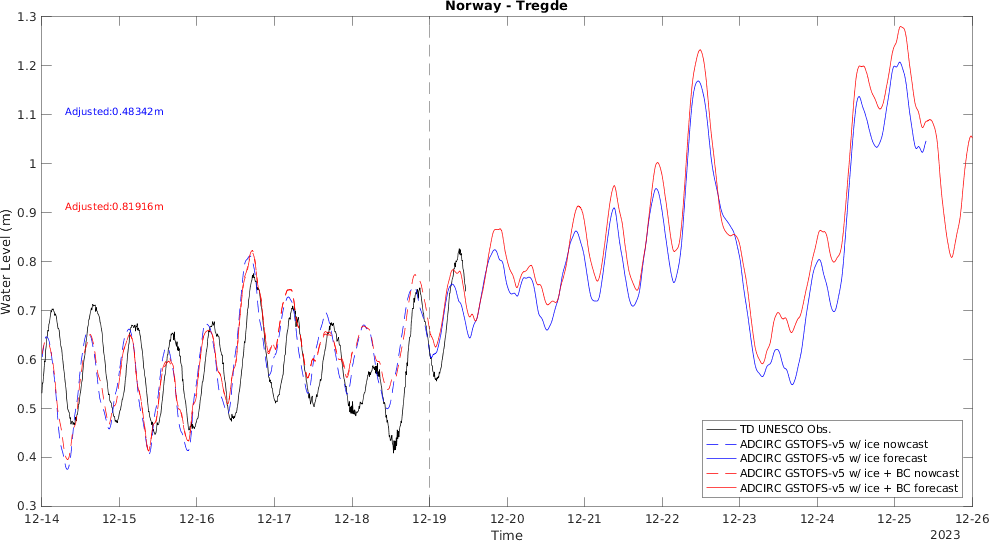 Norway - Tregde
1.3
1.2
1.1
1
0.9
0.8
0.7
0.6
0.5
0.4
0.3
Water Level (m)
Adjusted:0.48342m
Adjusted:0.81916m
TD UNESCO Obs.
ADCIRC GSTOFS-v5 w/ ice nowcast
ADCIRC GSTOFS-v5 w/ ice forecast
ADCIRC GSTOFS-v5 w/ ice + BC nowcast
ADCIRC GSTOFS-v5 w/ ice + BC forecast
12-14 12-15 12-16 12-17 12-18 12-19 12-20 12-21 12-22 12-23 12-24 12-25 12-26
Time
2023